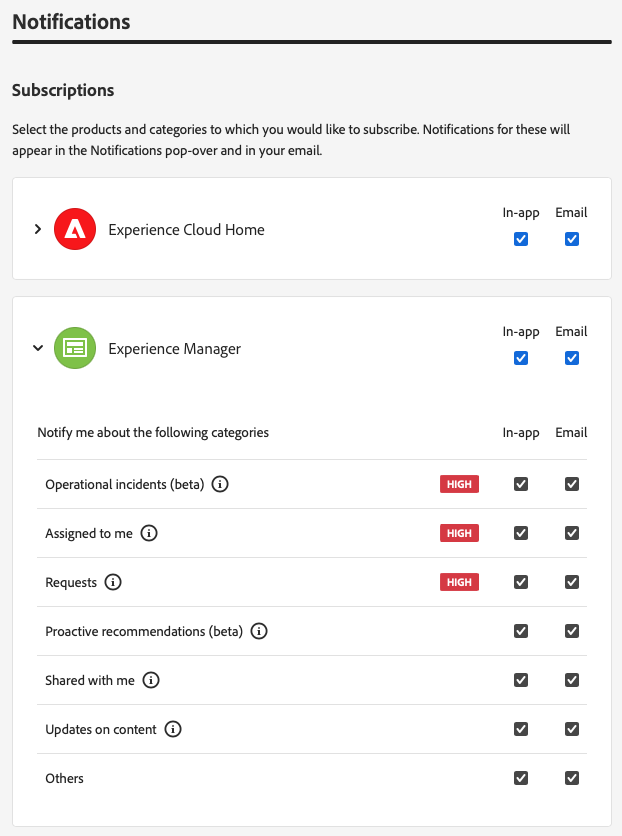 Notifications
Subscriptions
Select the products and categories to which you would like to subscribe. Notifications for these will
appear in the Notifications pop-over and in your email.
In-app Email
Experience Cloud Home
In-app Email
Experience Manager
Notify me about the following categories In-app Email
Operational incidents (beta) HIGH
Assigned to me HIGH
Requests HIGH
Proactive recommendations (beta)
Shared with me
Updates on content
Others